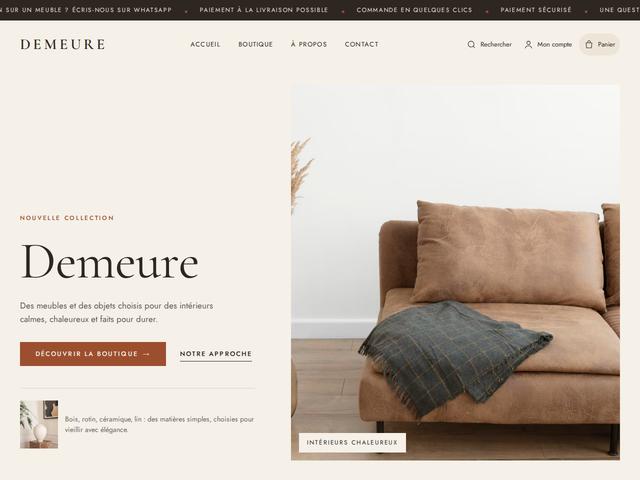 SUR UN MEUBLE ? ÉCRIS-NOUS SUR WHATSAPP • PAIEMENT À LA LIVRAISON POSSIBLE • COMMANDE EN QUELQUES CLICS • PAIEMENT SÉCURISÉ • UNE
DEMEURE ACCUEIL BOUTIQUE À PROPOS CONTACT Rechercher Mon compte Panier
NOUVELLE COLLECTION
Demeure
Des meubles et des objets choisis pour des intérieurs
calmes, chaleureux et faits pour durer.
DÉCOUVRIR LA BOUTIQUE → NOTRE APPROCHE
Bois, rotin, céramique, lin : des matières simples, choisies pour
vieillir avec élégance.
INTÉRIEURS CHALEUREUX